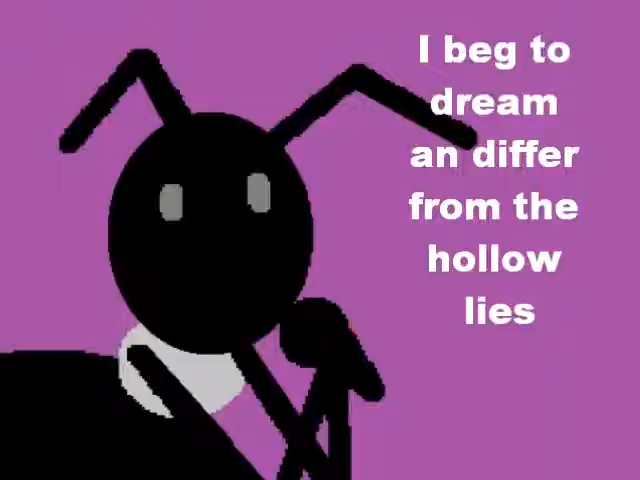 I beg to
dream
an differ
from the
hollow
lies